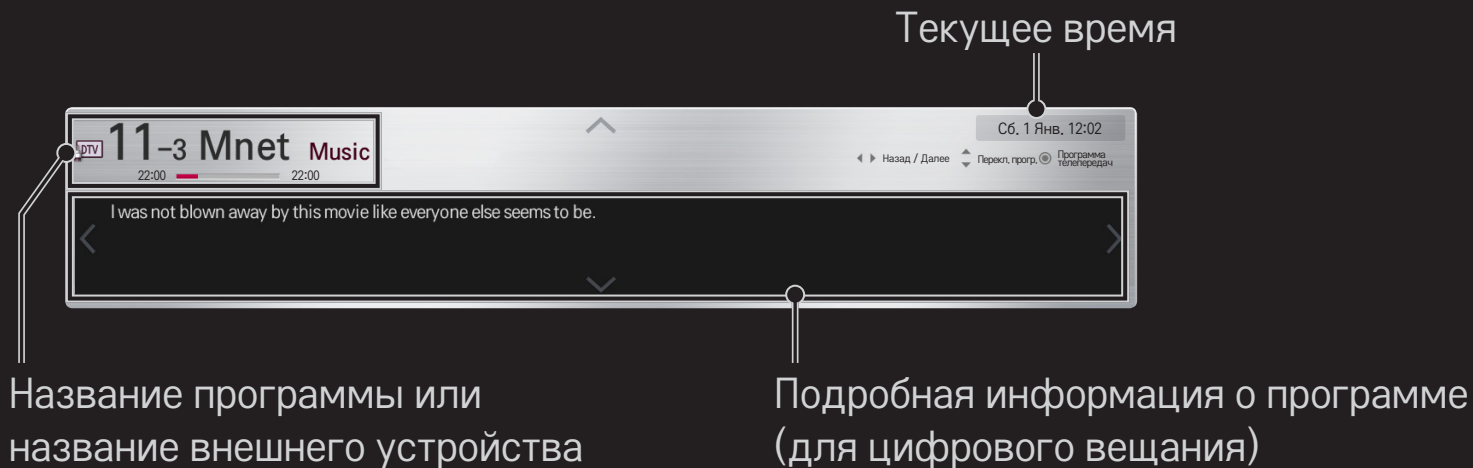 Текущее время
Сб. 1 Янв. 12:02
DTV 11-3 Mnet Music
22:00 22:00
Назад / Далее Перекл. прогр. Программа телепередач
I was not blown away by this movie like everyone else seems to be.
Название программы или
название внешнего устройства
Подробная информация о программе
(для цифрового вещания)